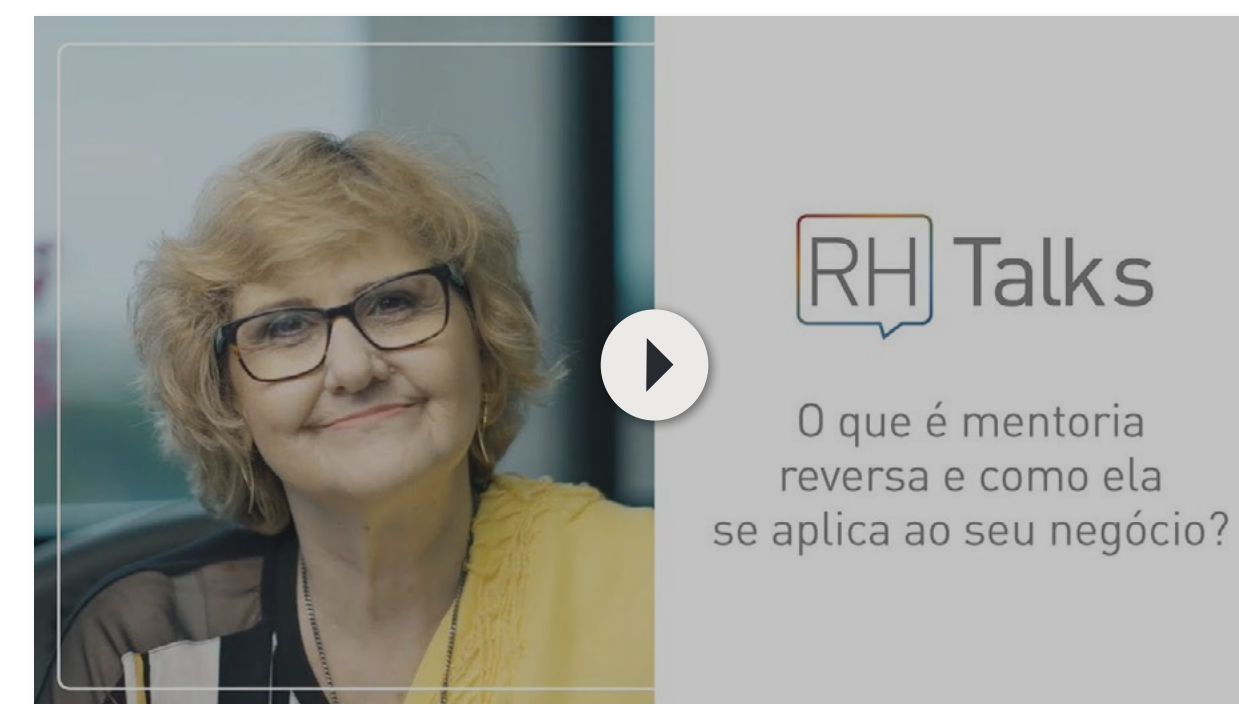 RH Talks
O que é mentoria
reversa e como ela
se aplica ao seu negócio?